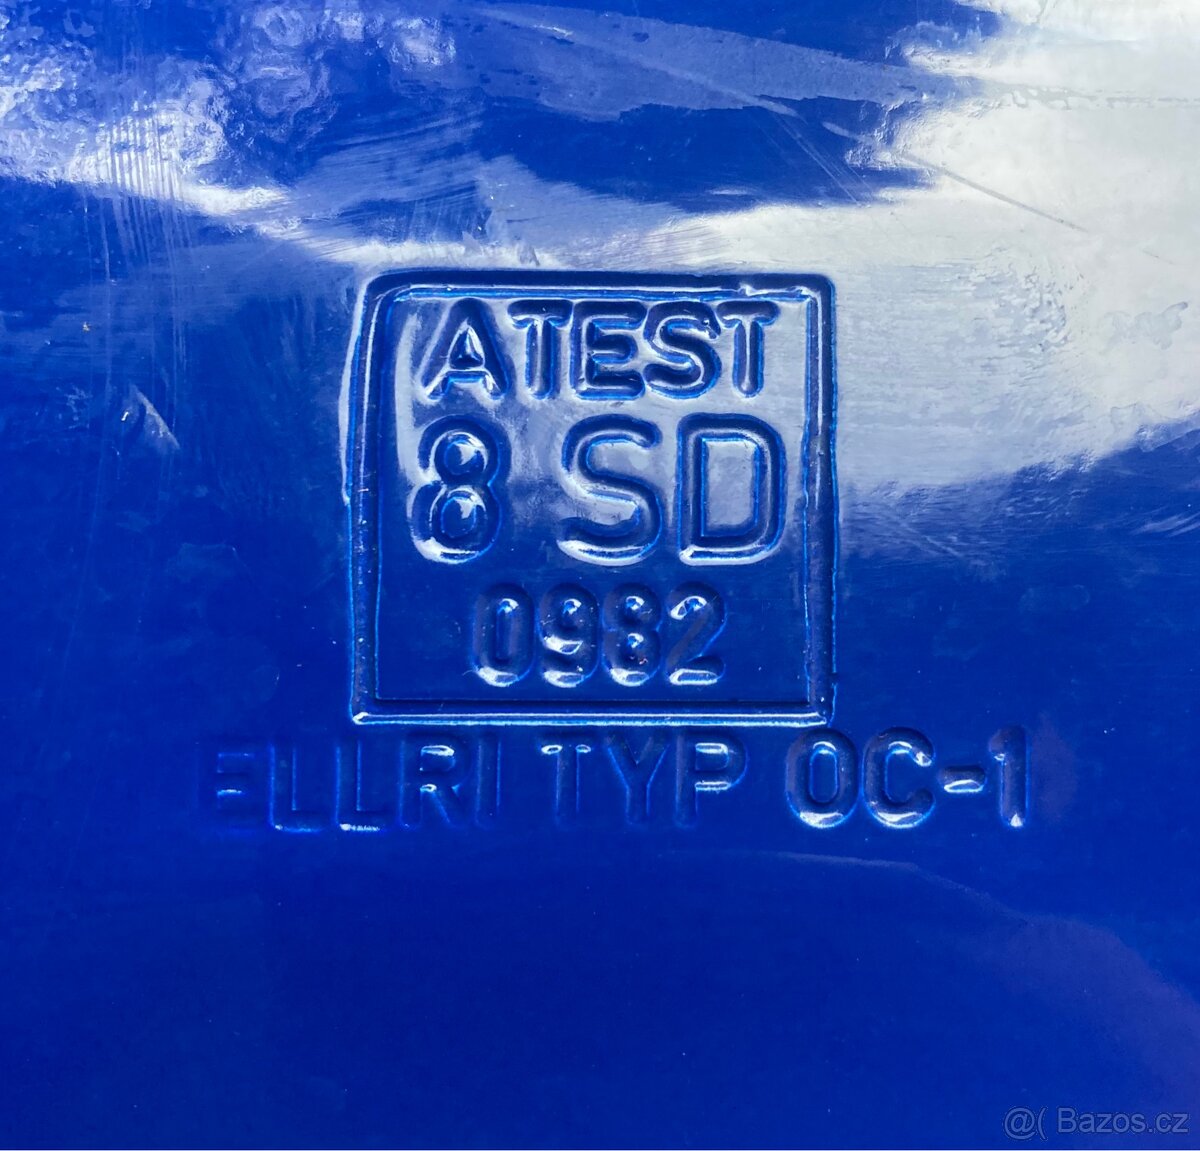 ATEST
8 SD
0982
ELLRI TYP OC-1
@( Bazos.cz